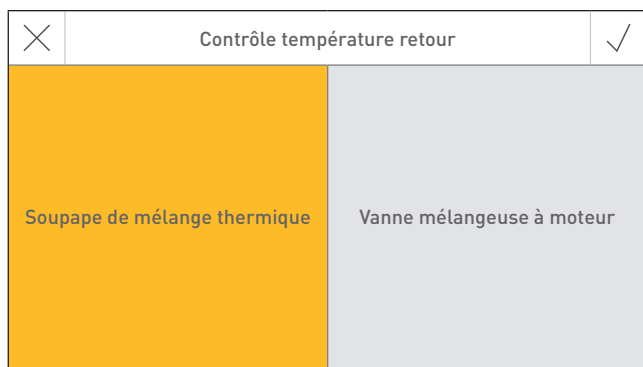 Contrôle température retour
Soupape de mélange thermique
Vanne mélangeuse à moteur